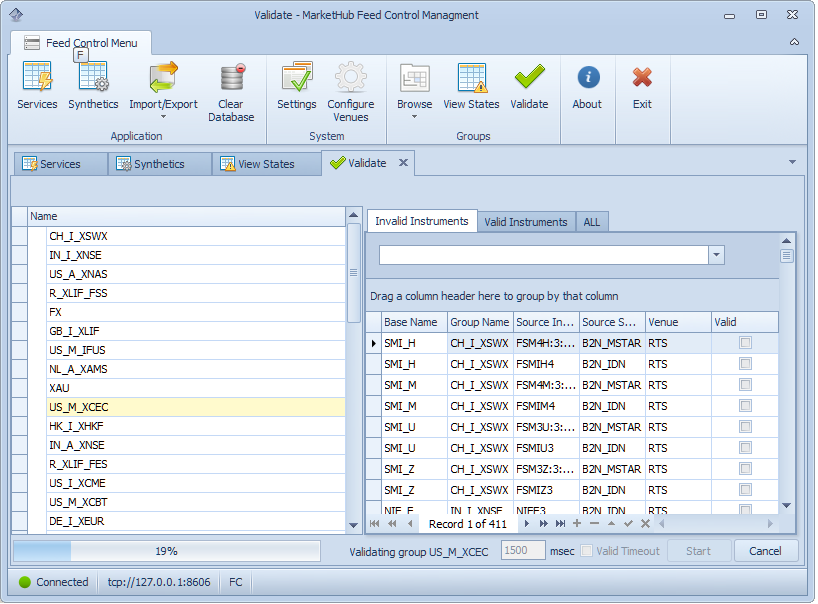 Validate - MarketHub Feed Control Managment
Feed Control Menu
F
Services
Synthetics
Import/Export
Clear
Database
Settings
Configure
Venues
Browse
View States
Validate
About
Exit
Application
System
Groups
Services
Synthetics
View States
Validate
Name
CH_I_XSWX
IN_I_XNSE
US_A_XNAS
R_XLIF_FSS
FX
GB_I_XLIF
US_M_IFUS
NL_A_XAMS
XAU
US_M_XCEC
HK_I_XHKF
IN_A_XNSE
R_XLIF_FES
US_I_XCME
US_M_XCBT
DE_I_XEUR
Invalid Instruments
Valid Instruments
ALL
Drag a column header here to group by that column
Base Name Group Name Source In... Source S... Venue Valid
SMI_H CH_I_XSWX FSM4H:3:... B2N_MSTAR RTS
SMI_H CH_I_XSWX FSMIH4 B2N_IDN RTS
SMI_M CH_I_XSWX FSM4M:3:... B2N_MSTAR RTS
SMI_M CH_I_XSWX FSMIM4 B2N_IDN RTS
SMI_U CH_I_XSWX FSM3U:3:... B2N_MSTAR RTS
SMI_U CH_I_XSWX FSMIU3 B2N_IDN RTS
SMI_Z CH_I_XSWX FSM3Z:3:... B2N_MSTAR RTS
SMI_Z CH_I_XSWX FSMIZ3 B2N_IDN RTS
IN_I_XNSE B2N_IDN RTS
Record 1 of 411
19%
Validating group US_M_XCEC
1500
msec
Valid Timeout
Start
Cancel
Connected
tcp://127.0.0.1:8606
FC